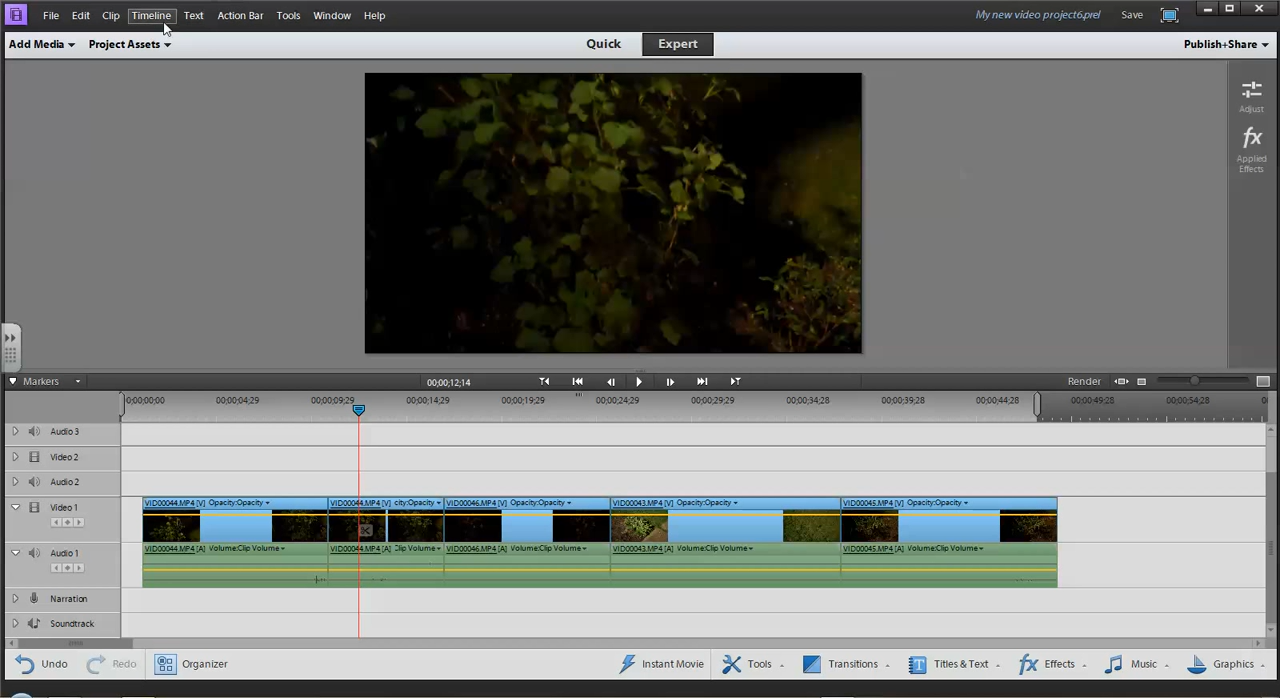 File Edit Clip Timeline Text Action Bar Tools Window Help My new video project6.prel Save
Add Media Project Assets Quick Expert Publish+Share
Adjust
fx
Applied
Effects
Markers 00;00;12;14 Render
0;00;00;00 00;00;04;29 00;00;09;29 00;00;14;29 00;00;19;29 00;00;24;29 00;00;29;29 00;00;34;28 00;00;39;28 00;00;44;28 00;00;49;28 00;00;54;28
Audio 3
Video 2
Audio 2
Video 1 VID00044.MP4 [V] Opacity:Opacity VID00044.MP4 [V] city:Opacity VID00046.MP4 [V] Opacity:Opacity VID00043.MP4 [V] Opacity:Opacity VID00045.MP4 [V] Opacity:Opacity
Audio 1 VID00044.MP4 [A] Volume:Clip Volume VID00044.MP4 [A] Clip Volume VID00046.MP4 [A] Volume:Clip Volume VID00043.MP4 [A] Volume:Clip Volume VID00045.MP4 [A] Volume:Clip Volume
Narration
Soundtrack
Undo Redo Organizer Instant Movie Tools Transitions T Titles & Text fx Effects Music Graphics